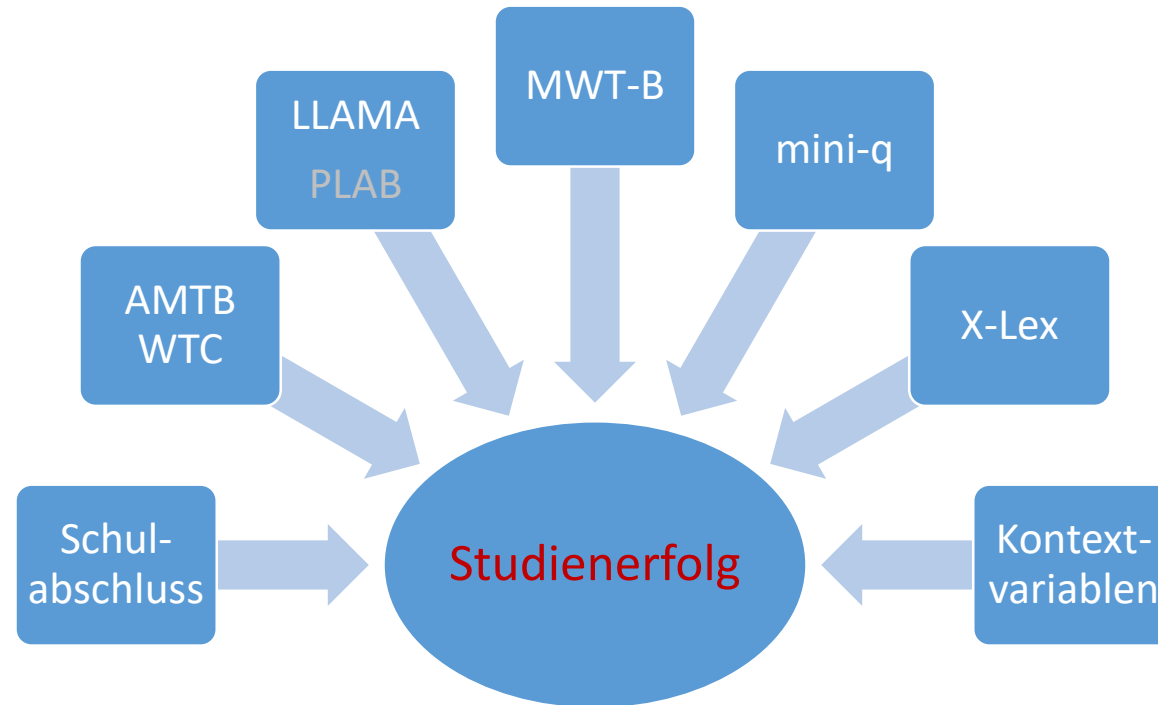 MWT-B
LLAMA
PLAB
mini-q
AMTB
WTC
X-Lex
Schul-
abschluss
Studienerfolg
Kontext-
variablen